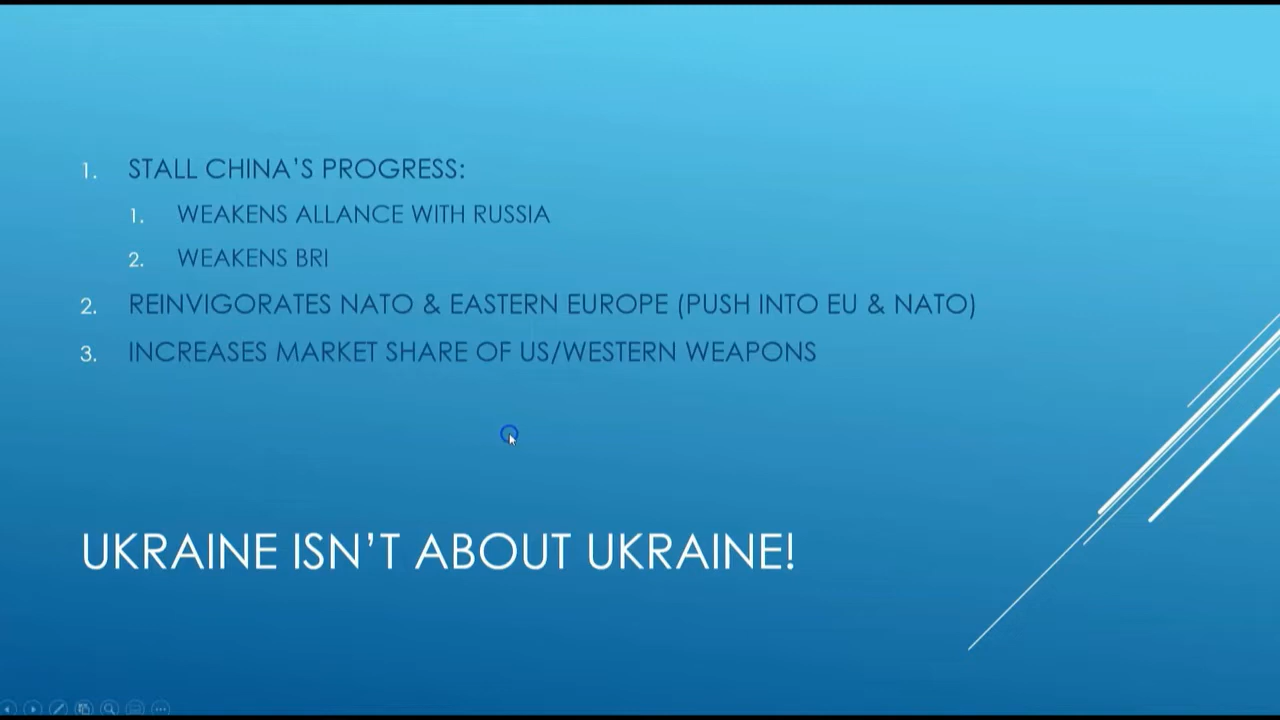 1. STALL CHINA'S PROGRESS:
1. WEAKENS ALLANCE WITH RUSSIA
2. WEAKENS BRI
2. REINVIGORATES NATO & EASTERN EUROPE (PUSH INTO EU & NATO)
3. INCREASES MARKET SHARE OF US/WESTERN WEAPONS
UKRAINE ISN'T ABOUT UKRAINE!